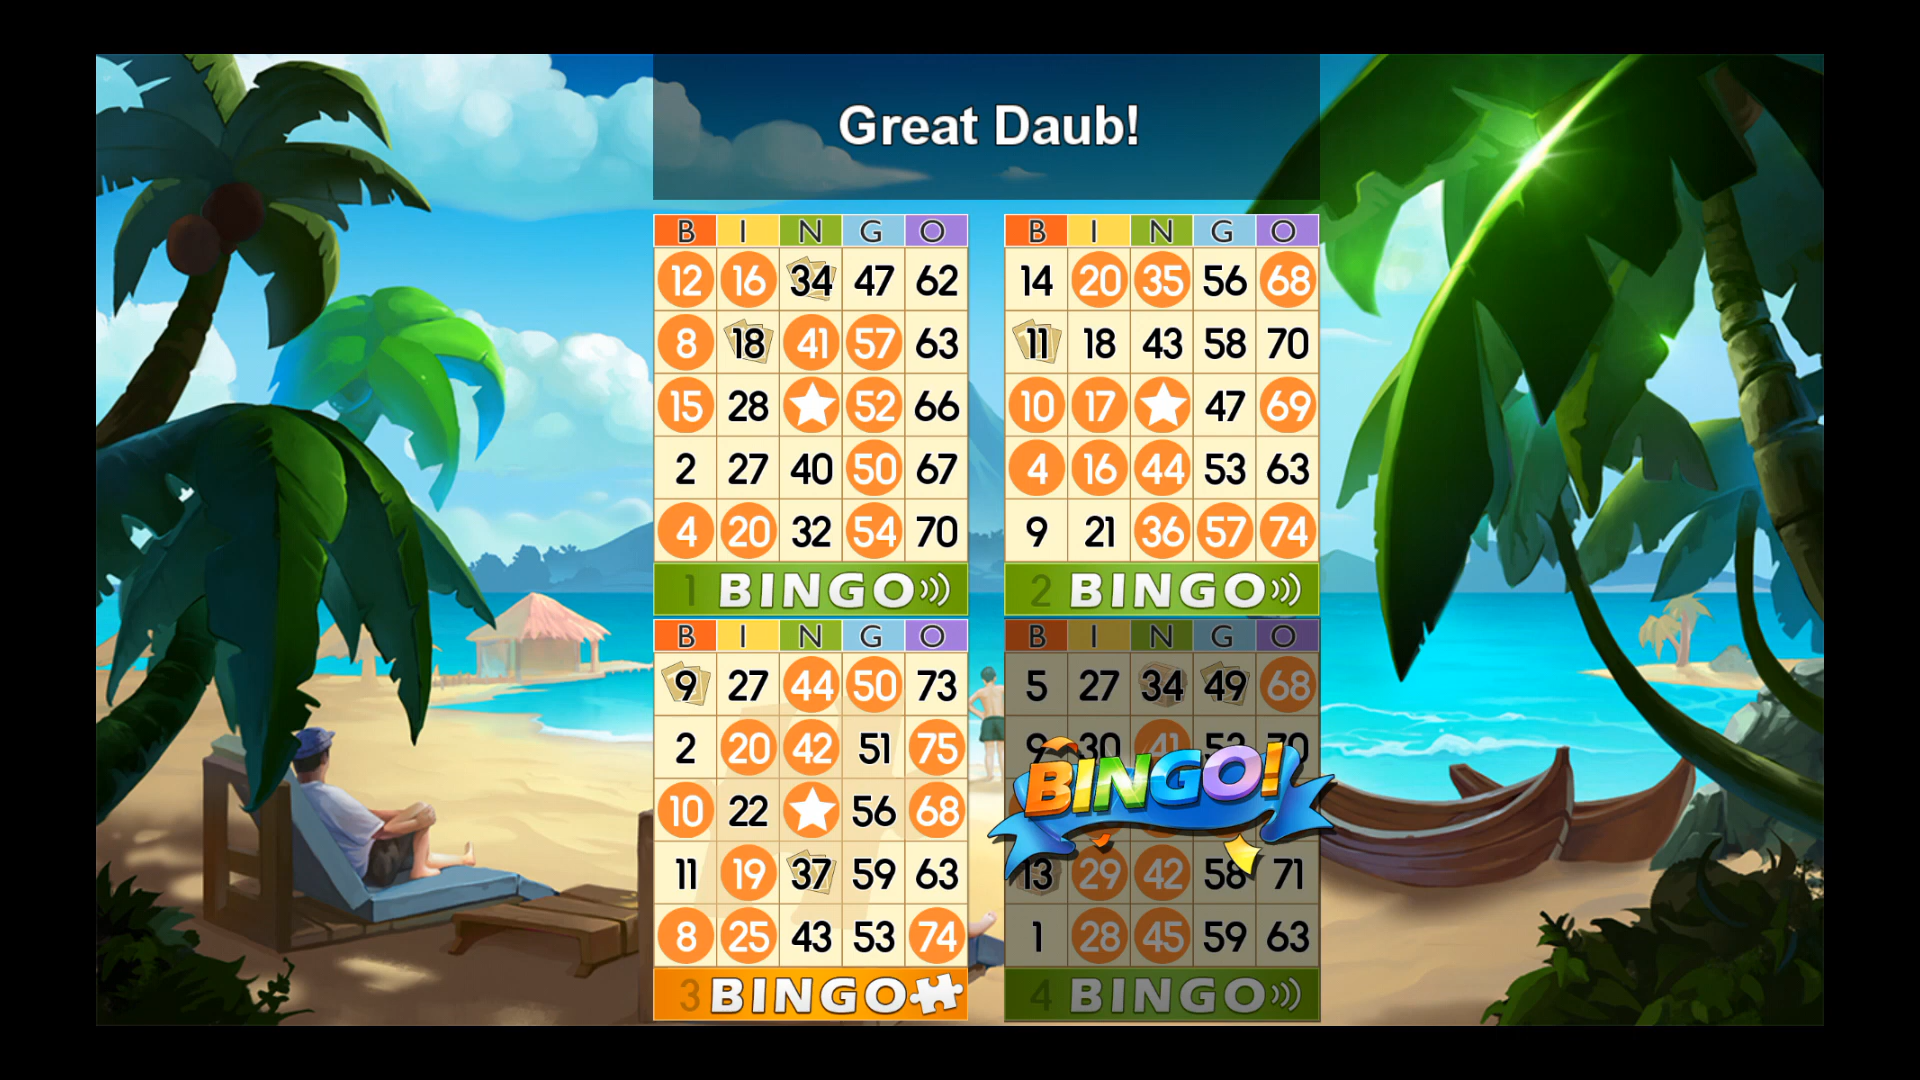 Great Daub!
B I N G O
12 16 34 47 62
8 18 41 57 63
15 28 52 66
2 27 40 50 67
4 20 32 54 70
1 BINGO
B I N G O
14 20 35 56 68
11 18 43 58 70
10 17 47 69
4 16 44 53 63
9 21 36 57 74
2 BINGO
B I N G O
9 27 44 50 73
2 20 42 51 75
10 22 56 68
11 19 37 59 63
8 25 43 53 74
3 BINGO
B I N G O
5 27 34 49 68
9 30 41 53 70
BINGO!
13 29 42 58 71
1 28 45 59 63
4 BINGO